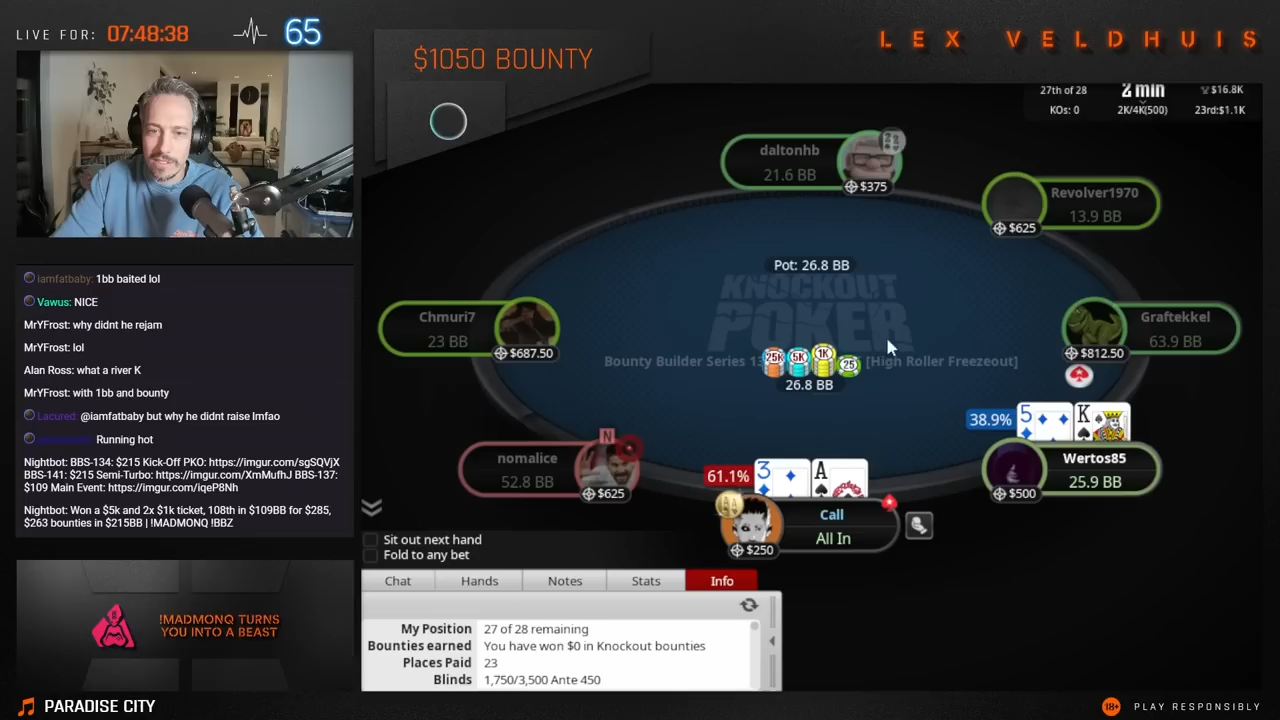 LIVE FOR: 07:48:38
65
$1050 BOUNTY
LEX VELDHUIS
27th of 28
2 min
$16.8K
KOs: 0
2K/4K(500)
23rd:$1.1K
daltonhb
21.6 BB
$375
Revolver1970
13.9 BB
$625
Pot: 26.8 BB
KNOCKOUT
POKER
Chmuri7
23 BB
$687.50
Graftekkel
63.9 BB
$812.50
Bounty Builder Series
[High Roller Freezeout]
25K
5K
1K
25
26.8 BB
38.9%
5
K
Wertos85
25.9 BB
$500
nomalice
52.8 BB
N
$625
61.1%
3
A
Call
All In
$250
iamfatbaby: 1bb baited lol
Vawus: NICE
MrYFrost: why didnt he rejam
MrYFrost: lol
Alan Ross: what a river K
MrYFrost: with 1bb and bounty
Lacured: @iamfatbaby but why he didnt raise lmfao
Running hot
Nightbot: BBS-134: $215 Kick-Off PKO: https://imgur.com/sgSQVjX
BBS-141: $215 Semi-Turbo: https://imgur.com/XmMufhJ BBS-137:
$109 Main Event: https://imgur.com/iqeP8Nh
Nightbot: Won a $5k and 2x $1k ticket, 108th in $109BB for $285,
$263 bounties in $215BB | !MADMONQ !BBZ
Sit out next hand
Fold to any bet
Chat
Hands
Notes
Stats
Info
My Position 27 of 28 remaining
Bounties earned You have won $0 in Knockout bounties
Places Paid 23
Blinds 1,750/3,500 Ante 450
!MADMONQ TURNS
YOU INTO A BEAST
PARADISE CITY
18+ PLAY RESPONSIBLY